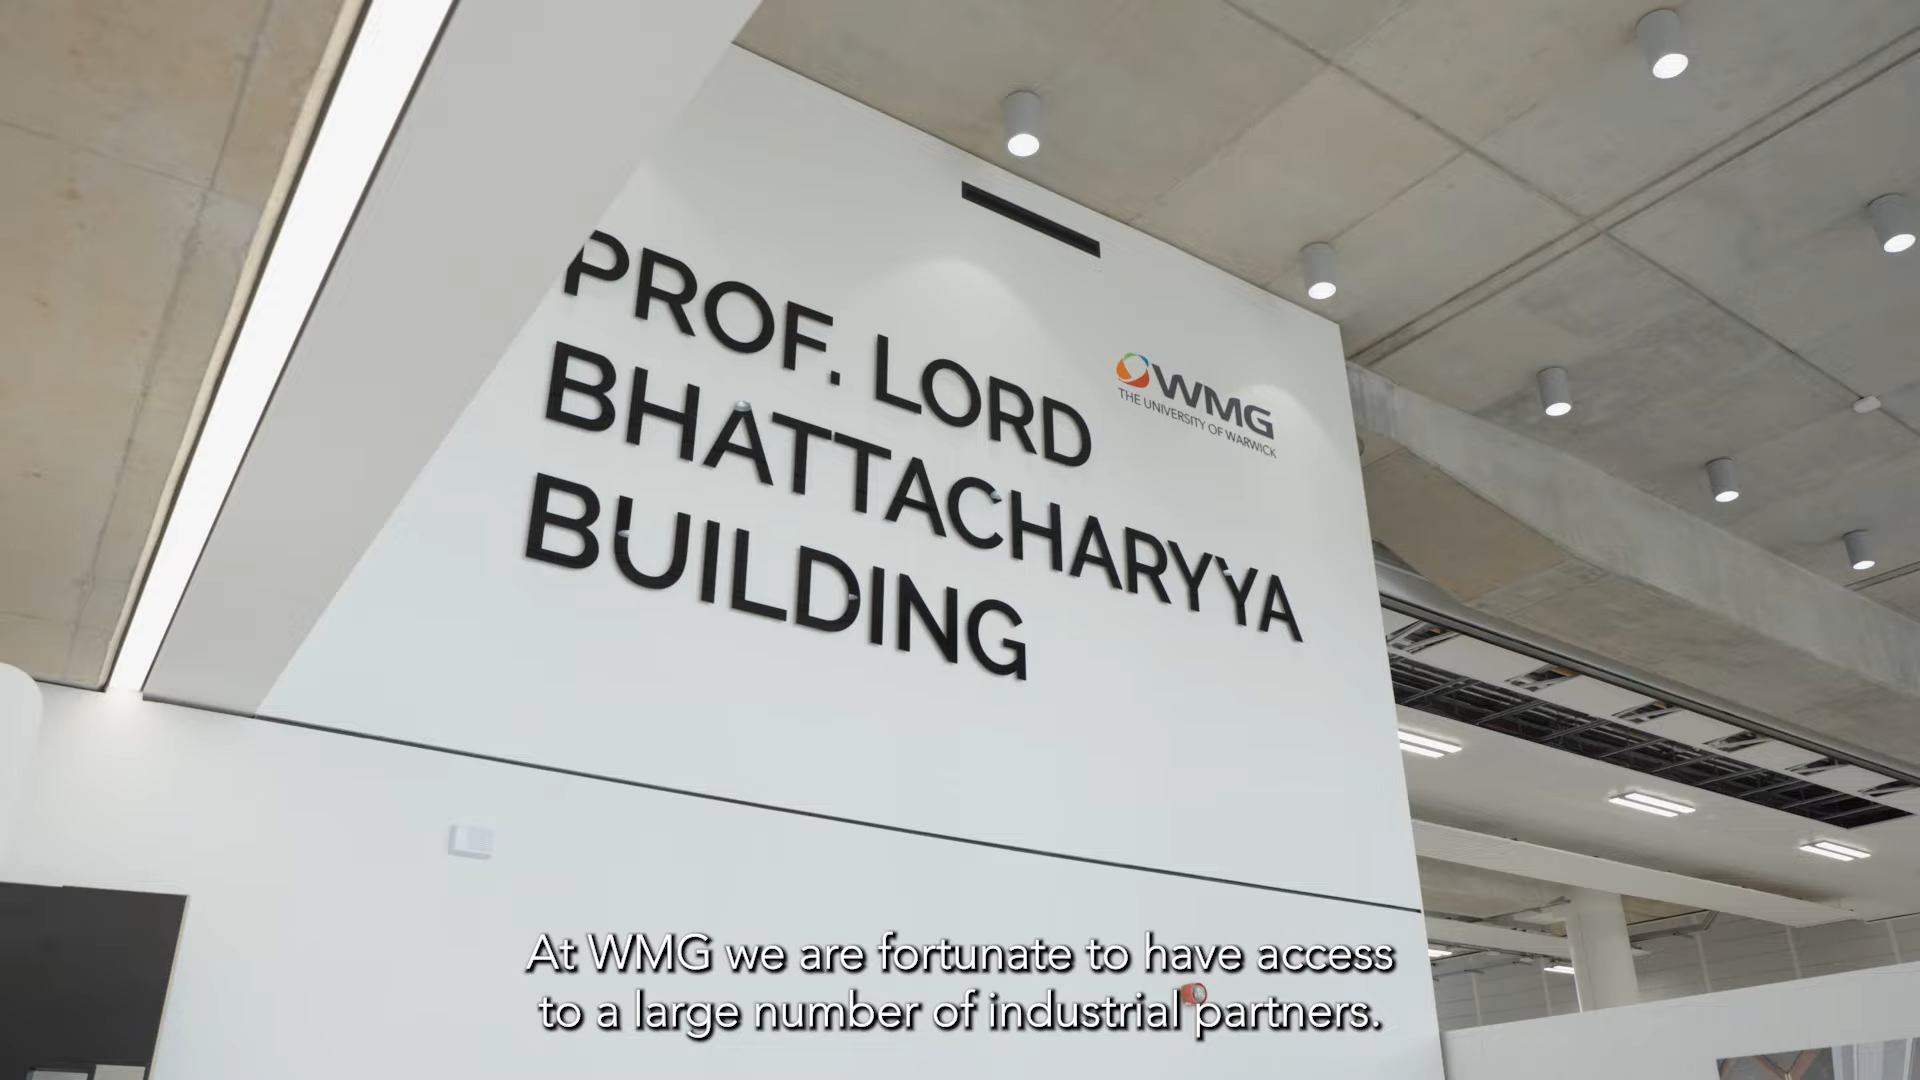 PROF. LORD
BHATTACHARYYA
BUILDING
WMG
THE UNIVERSITY OF WARWICK
At WMG we are fortunate to have access
to a large number of industrial partners.